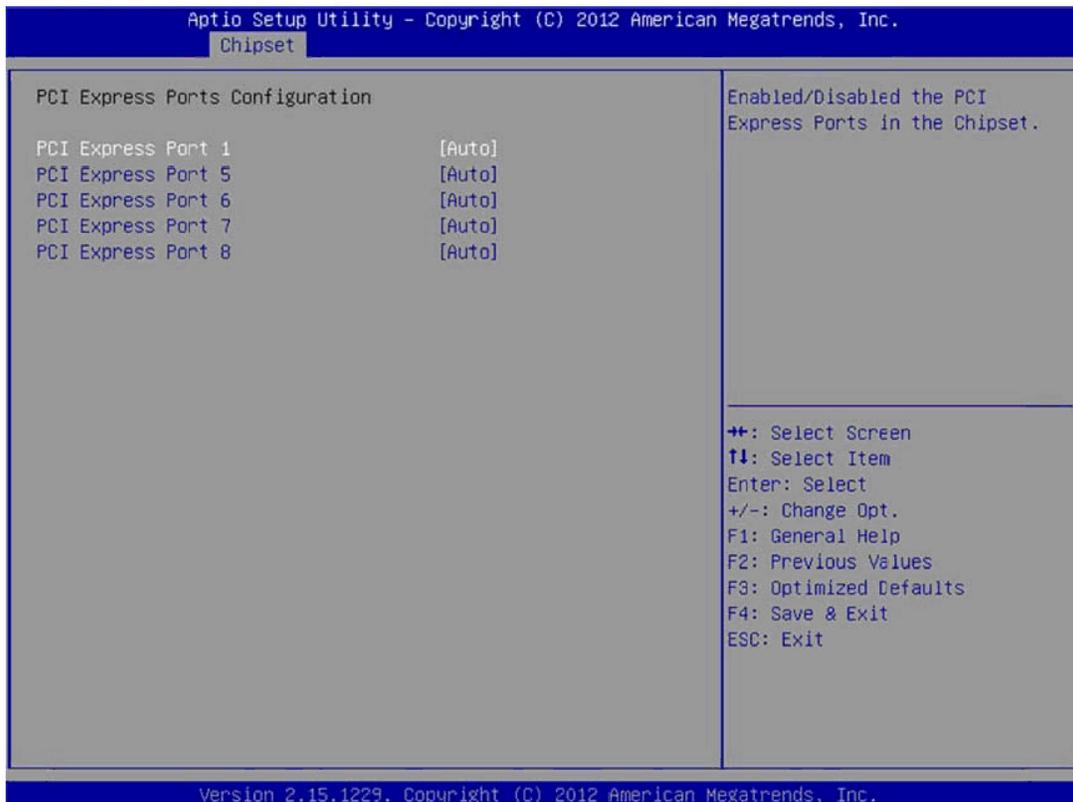 Aptio Setup Utility – Copyright (C) 2012 American Megatrends, Inc.
Chipset
PCI Express Ports Configuration
PCI Express Port 1 [Auto]
PCI Express Port 5 [Auto]
PCI Express Port 6 [Auto]
PCI Express Port 7 [Auto]
PCI Express Port 8 [Auto]
Enabled/Disabled the PCI
Express Ports in the Chipset.
→←: Select Screen
↑↓: Select Item
Enter: Select
+/-: Change Opt.
F1: General Help
F2: Previous Values
F3: Optimized Defaults
F4: Save & Exit
ESC: Exit
Version 2.15.1229. Copyright (C) 2012 American Megatrends, Inc.